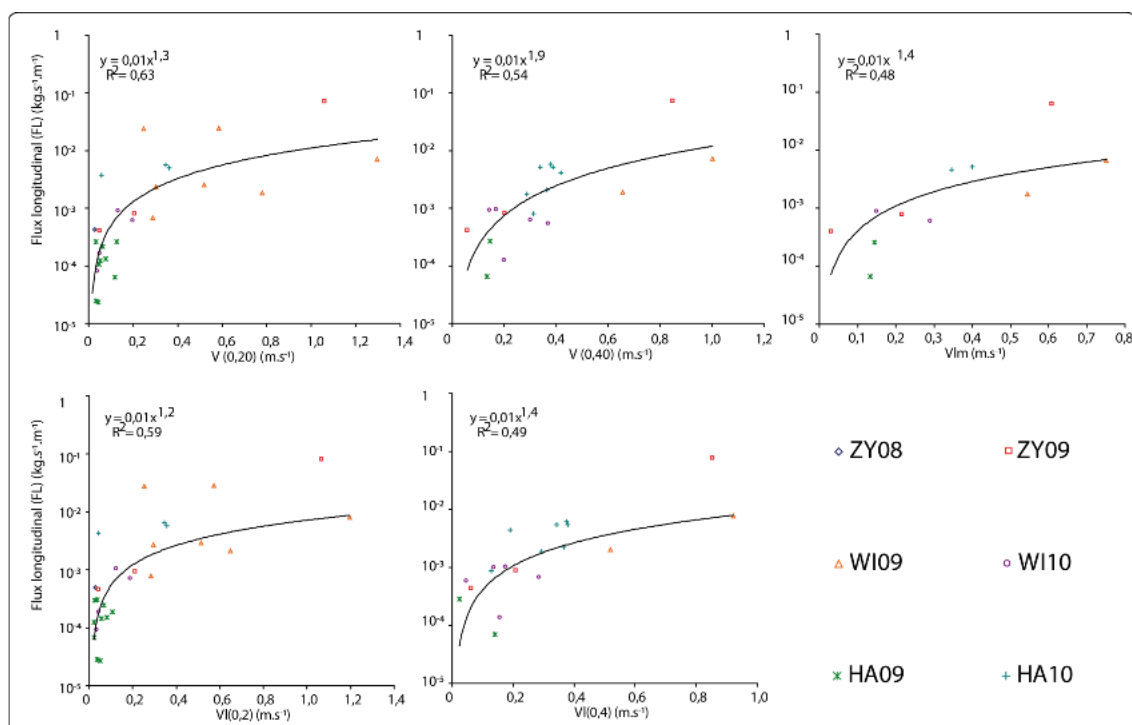 y = 0,01x^1,3
R² = 0,63
Flux longitudinal (FL) (kg.s⁻¹.m⁻¹)
1
10⁻¹
10⁻²
10⁻³
10⁻⁴
10⁻⁵
0 0,2 0,4 0,6 0,8 1,0 1,2 1,4
V (0,20) (m.s⁻¹)
y = 0,01x^1,9
R² = 0,54
1
10⁻¹
10⁻²
10⁻³
10⁻⁴
10⁻⁵
0 0,2 0,4 0,6 0,8 1,0
V (0,40) (m.s⁻¹)
y = 0,01x^1,4
R² = 0,48
1
10⁻¹
10⁻²
10⁻³
10⁻⁴
10⁻⁵
0 0,1 0,2 0,3 0,4 0,5 0,6 0,7 0,8
Vlm (m.s⁻¹)
y = 0,01x^1,2
R² = 0,59
Flux longitudinal (FL) (kg.s⁻¹.m⁻¹)
1
10⁻¹
10⁻²
10⁻³
10⁻⁴
10⁻⁵
0 0,2 0,4 0,6 0,8 1,0 1,2 1,4
Vl(0,2) (m.s⁻¹)
y = 0,01x^1,4
R² = 0,49
1
10⁻¹
10⁻²
10⁻³
10⁻⁴
10⁻⁵
0 0,2 0,4 0,6 0,8 1,0
Vl(0,4) (m.s⁻¹)
ZY08 ZY09
WI09 WI10
HA09 HA10